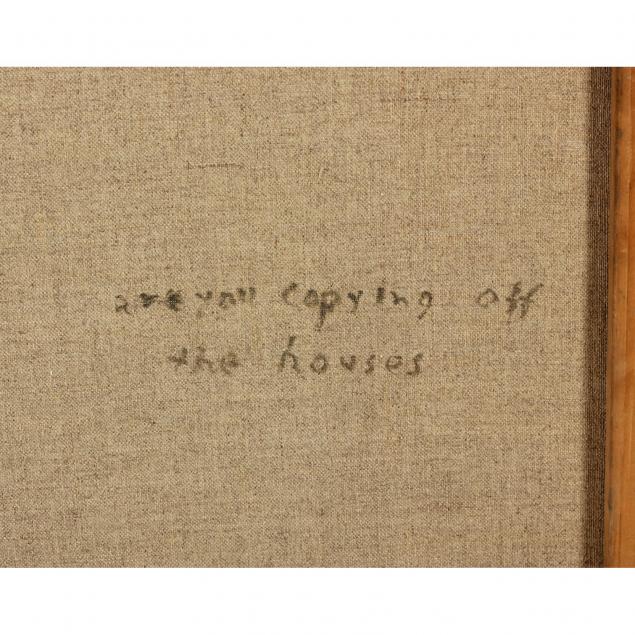 are you copying off
the houses